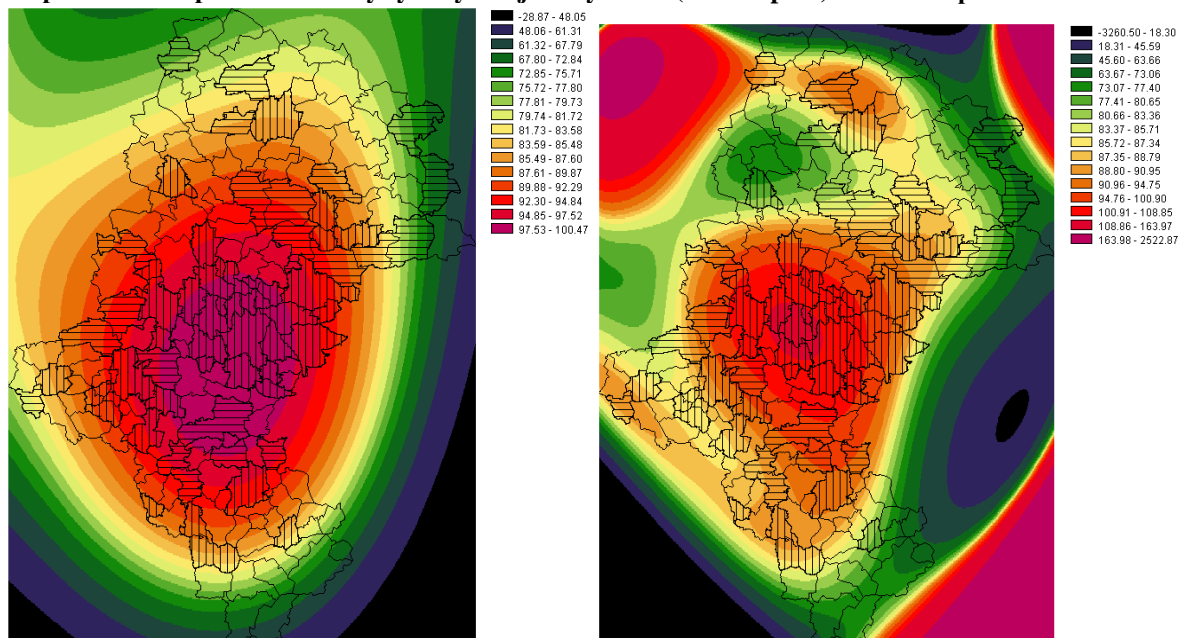 -28.87 - 48.05
48.06 - 61.31
61.32 - 67.79
67.80 - 72.84
72.85 - 75.71
75.72 - 77.80
77.81 - 79.73
79.74 - 81.72
81.73 - 83.58
83.59 - 85.48
85.49 - 87.60
87.61 - 89.87
89.88 - 92.29
92.30 - 94.84
94.85 - 97.52
97.53 - 100.47
-3260.50 - 18.30
18.31 - 45.59
45.60 - 63.66
63.67 - 73.06
73.07 - 77.40
77.41 - 80.65
80.66 - 83.36
83.37 - 85.71
85.72 - 87.34
87.35 - 88.79
88.80 - 90.95
90.96 - 94.75
94.76 - 100.90
100.91 - 108.85
108.86 - 163.97
163.98 - 2522.87